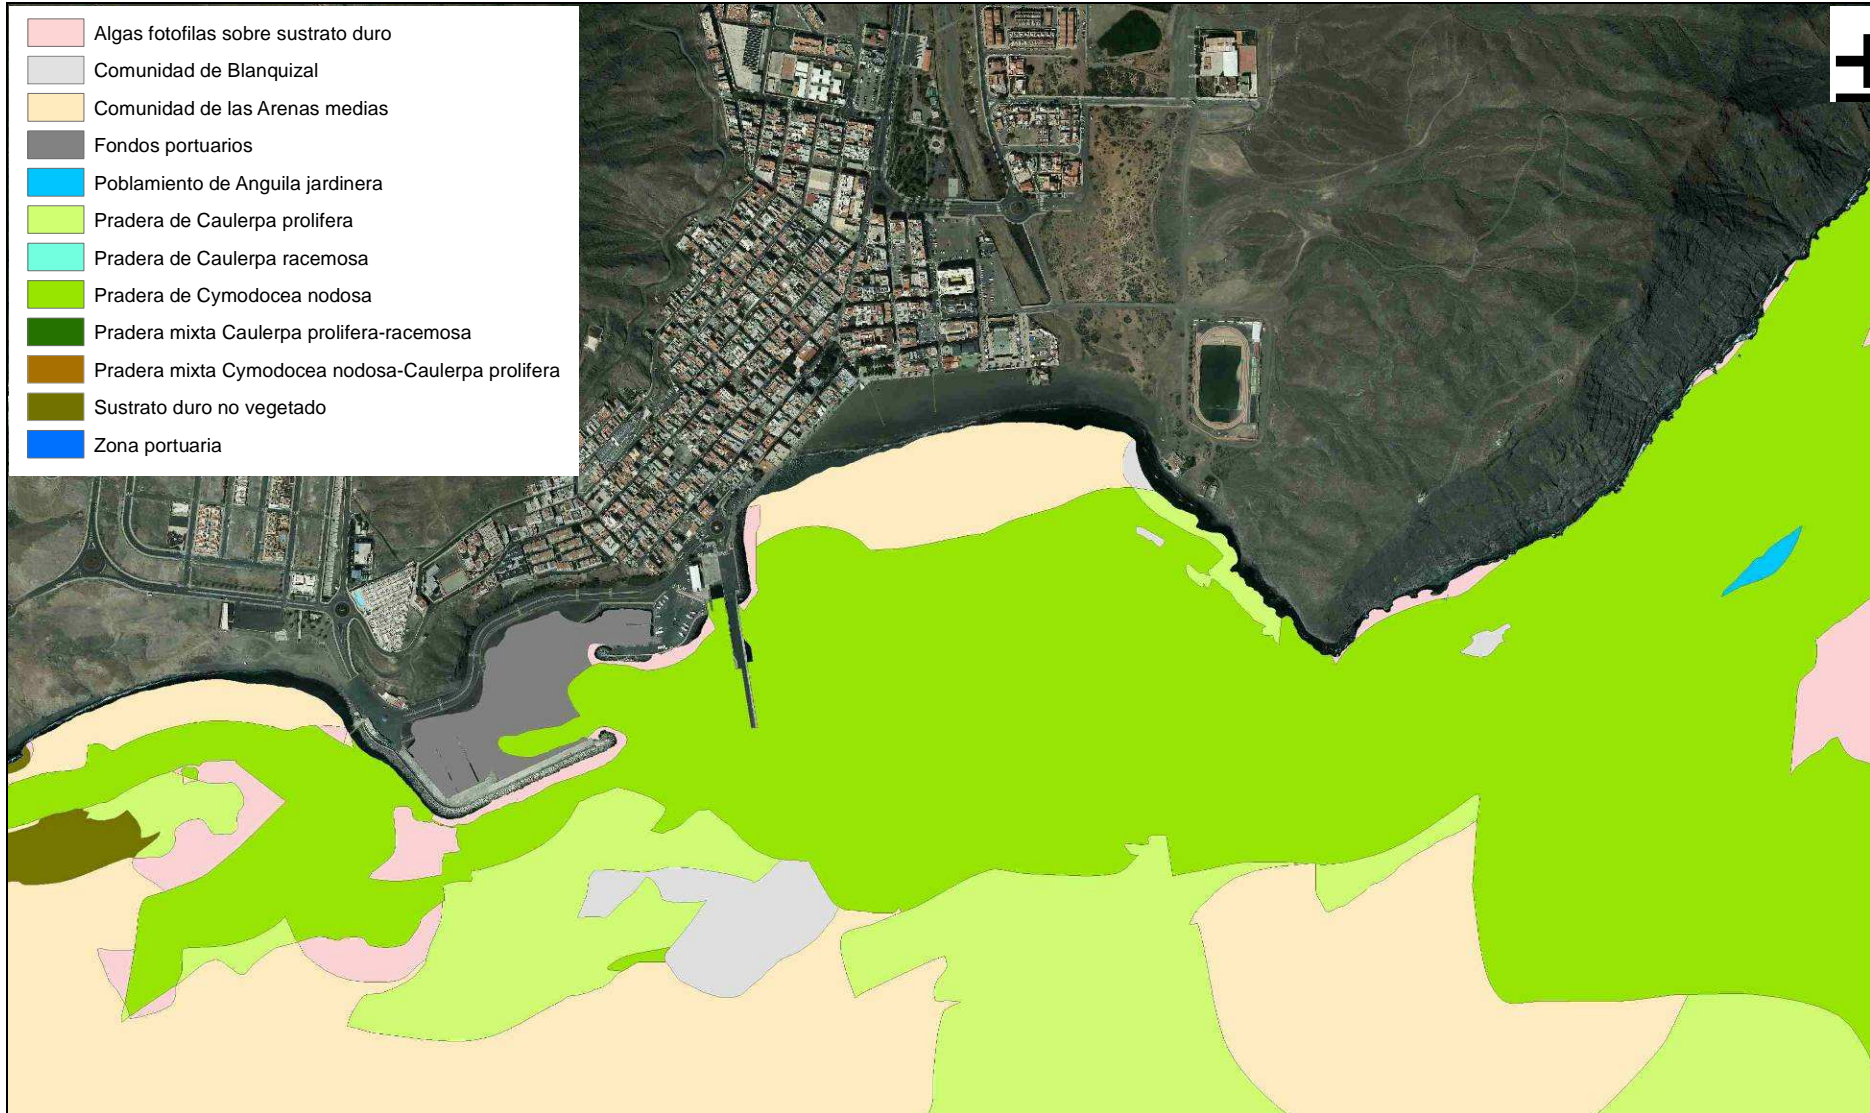 Algas fotofilas sobre sustrato duro
Comunidad de Blanquizal
Comunidad de las Arenas medias
Fondos portuarios
Poblamiento de Anguila jardinera
Pradera de Caulerpa prolifera
Pradera de Caulerpa racemosa
Pradera de Cymodocea nodosa
Pradera mixta Caulerpa prolifera-racemosa
Pradera mixta Cymodocea nodosa-Caulerpa prolifera
Sustrato duro no vegetado
Zona portuaria